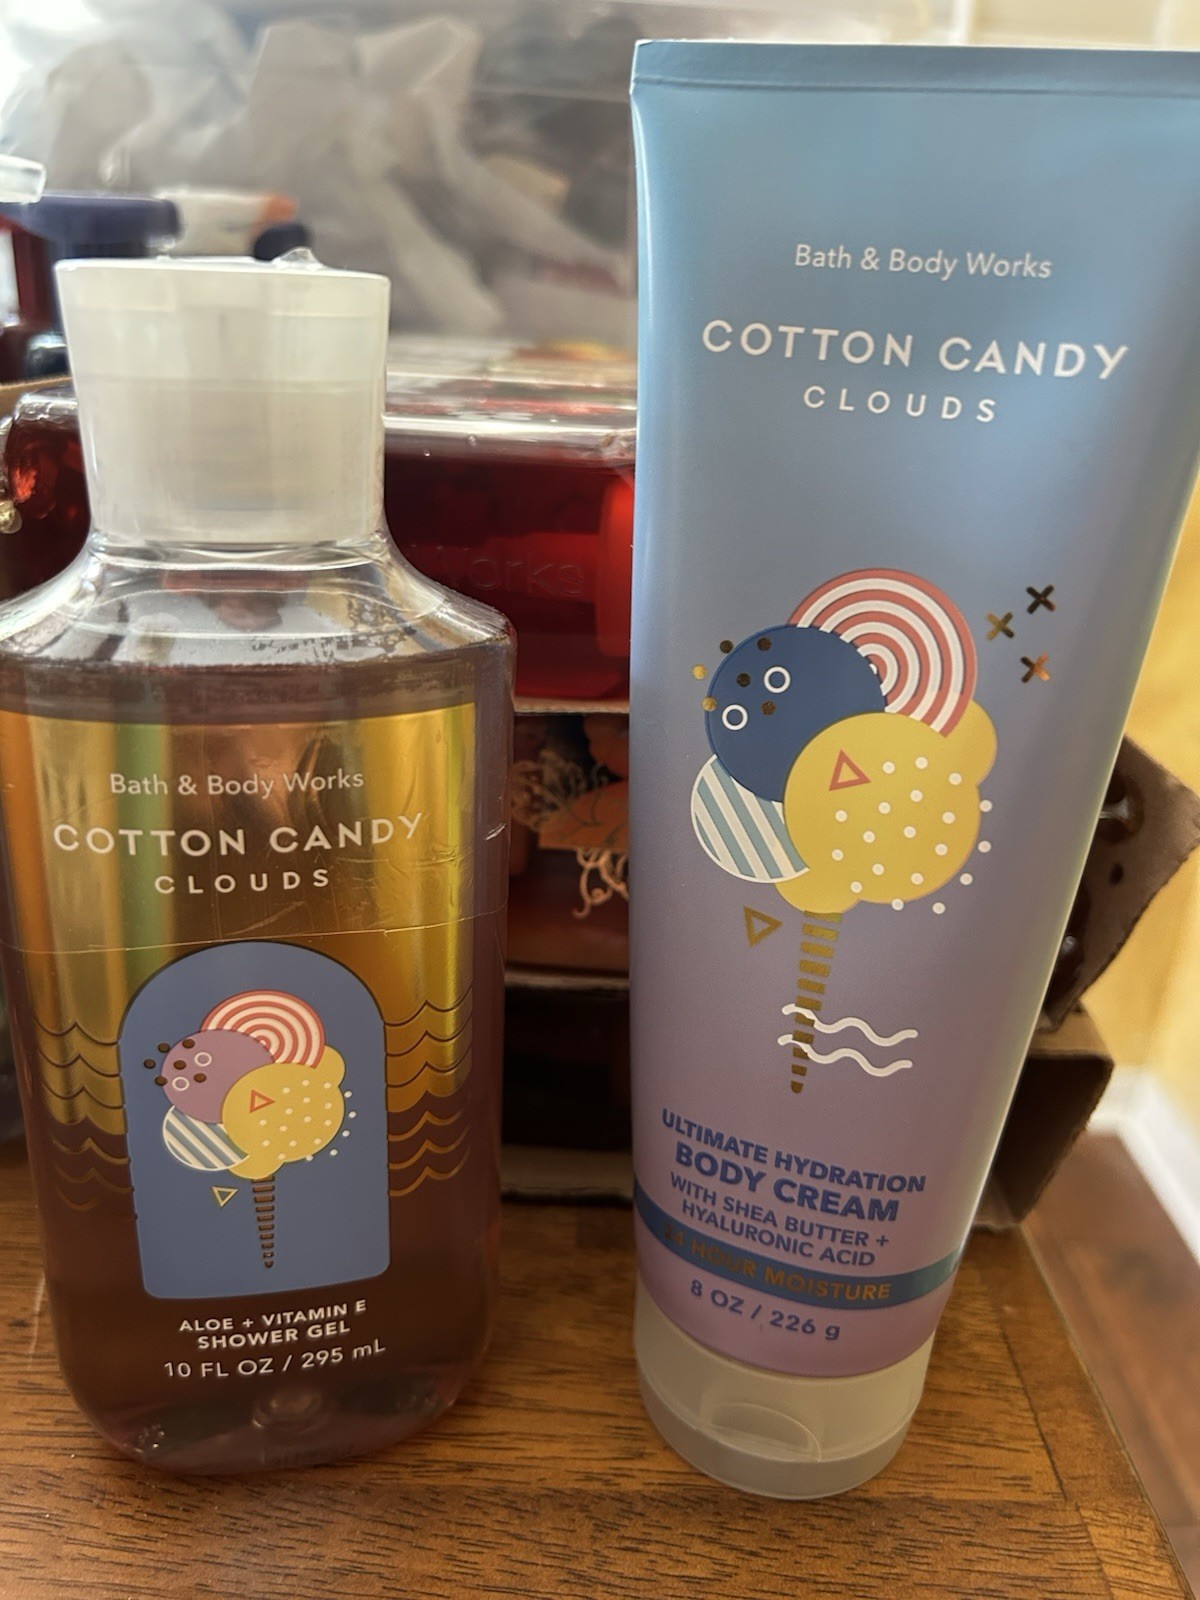 Bath & Body Works
COTTON CANDY
CLOUDS
ALOE + VITAMIN E
SHOWER GEL
10 FL OZ / 295 mL
Works
Bath & Body Works
COTTON CANDY
CLOUDS
ULTIMATE HYDRATION
BODY CREAM
WITH SHEA BUTTER +
HYALURONIC ACID
24 HOUR MOISTURE
8 OZ / 226 g